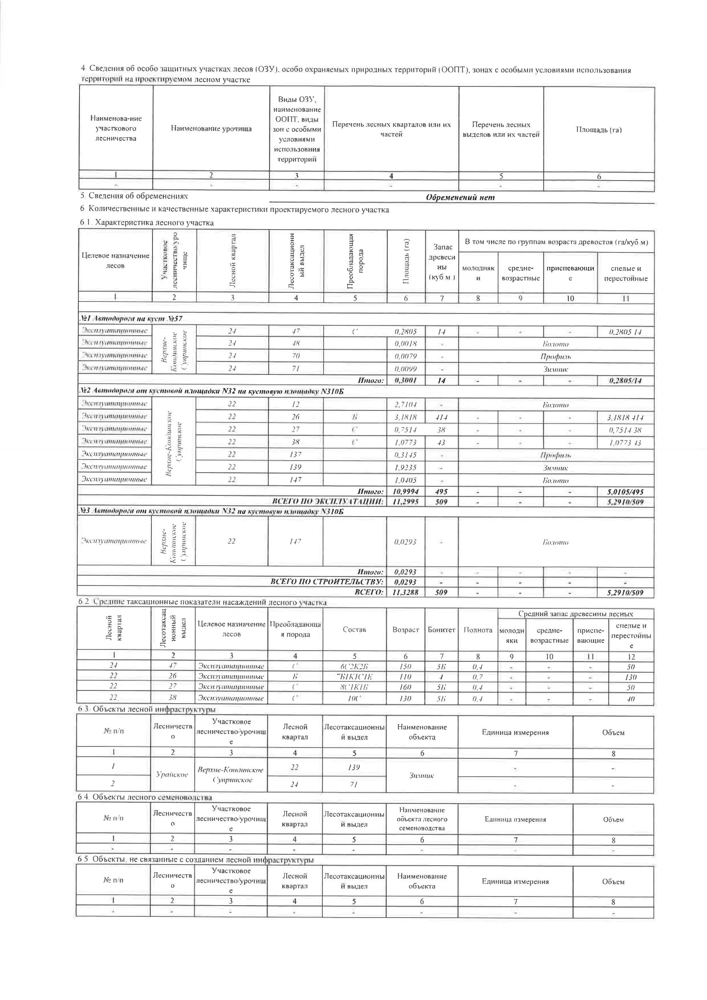 4 Сведения об особо защитных участках лесов (ОЗУ), особо охраняемых природных территорий (ООПТ), зонах с особыми условиями использования
территорий на проектируемом лесном участке
Наименова-ние участкового лесничества Наименование урочища Виды ОЗУ, наименование ООПТ, виды зон с особыми условиями использовния территорий Перечень лесных кварталов или их частей Перечень лесных выделов или их частей Площадь (га)
1 2 3 4 5 6
- - - - - -
5 Сведения об обременениях Обременений нет
6 Количественные и качественные характеристики проектируемого лесного участка
6.1. Характеристика лесного участка
Целевое назначение лесов Участковое лесничество/урочище Лесной квартал Лесотаксационный выдел Преобладающая порода Площадь (га) Запас древесины (куб м ) В том числе по группам возраста древостоя (га/куб м)
молодняки средне-возрастные приспевающие спелые и перестойные
1 2 3 4 5 6 7 8 9 10 11
№1 Автодорога на куст №57
Верхне-Кондинское Супринское
Эксплуатационные 24 47 С 0,2805 14 - - - 0,2805 14
Эксплуатационные 24 48 0,0018 - Болото
Эксплуатационные 24 70 0,0079 - Профиль
Эксплуатационные 24 71 0,0099 - Зимник
Итого: 0,3001 14 - - - 0,2805/14
№2 Автодорога от кустовой площадки N32 на кустовую площадку N310Б
Верхне-Кондинское Супринское
Эксплуатационные 22 12 2,7104 - Болото
Эксплуатационные 22 26 Б 3,1818 414 - - - 3,1818 414
Эксплуатационные 22 27 С 0,7514 38 - - - 0,7514 38
Эксплуатационные 22 38 С 1,0773 43 - - - 1,0773 43
Эксплуатационные 22 137 0,3145 - Профиль
Эксплуатационные 22 139 1,9235 - Зимник
Эксплуатационные 22 147 1,0405 - Болото
Итого: 10,9994 495 - - - 5,0105/495
ВСЕГО ПО ЭКСПЛУАТАЦИИ: 11,2995 509 - - - 5,2910/509
№3 Автодорога от кустовой площадки N32 на кустовую площадку N310Б
Эксплуатационные Верхне-Кондинское Супринское 22 147 0,0293 - Болото
Итого: 0,0293 - - - - -
ВСЕГО ПО СТРОИТЕЛЬСТВУ: 0,0293 - - - - -
ВСЕГО: 11,3288 509 - - - 5,2910/509
6 2 Средние таксационные показатели насаждений лесного участка
Лесной квартал Лесотаксационный выдел Целевое назначение лесов Преобладающая порода Состав Возраст Бонитет Полнота Средний запас древесины лесных
молодняки средне-возрастные приспе-вающие спелые и перестойные
1 2 3 4 5 6 7 8 9 10 11 12
24 47 Эксплуатационные С 6С2К2Б 150 5Б 0,4 - - - 50
22 26 Эксплуатационные Б 7Б1К1С1Е 110 4 0,7 - - - 130
22 27 Эксплуатационные С 8С1К1Б 160 5Б 0,4 - - - 50
22 38 Эксплуатационные С 10С 130 5Б 0,4 - - - 40
6 3 Объекты лесной инфраструктуры
№ п/п Лесничество Участковое лесничество/урочище Лесной квартал Лесотаксационный выдел Наименование объекта Единица измерения Объем
1 2 3 4 5 6 7 8
1 Урайское Верхне-Кондинское Супринское 22 139 Зимник - -
2 24 71 - -
6 4 Объекты лесного семеноводства
№ п/п Лесничество Участковое лесничество/урочище Лесной квартал Лесотаксационный выдел Наименование объекта лесного семеноводства Единица измерения Объем
1 2 3 4 5 6 7 8
- - - - - - - -
6 5 Объекты, не связанные с созданием лесной инфраструктуры
№ п/п Лесничество Участковое лесничество/урочище Лесной квартал Лесотаксационный выдел Наименование объекта Единица измерения Объем
1 2 3 4 5 6 7 8
- - - - - - - -